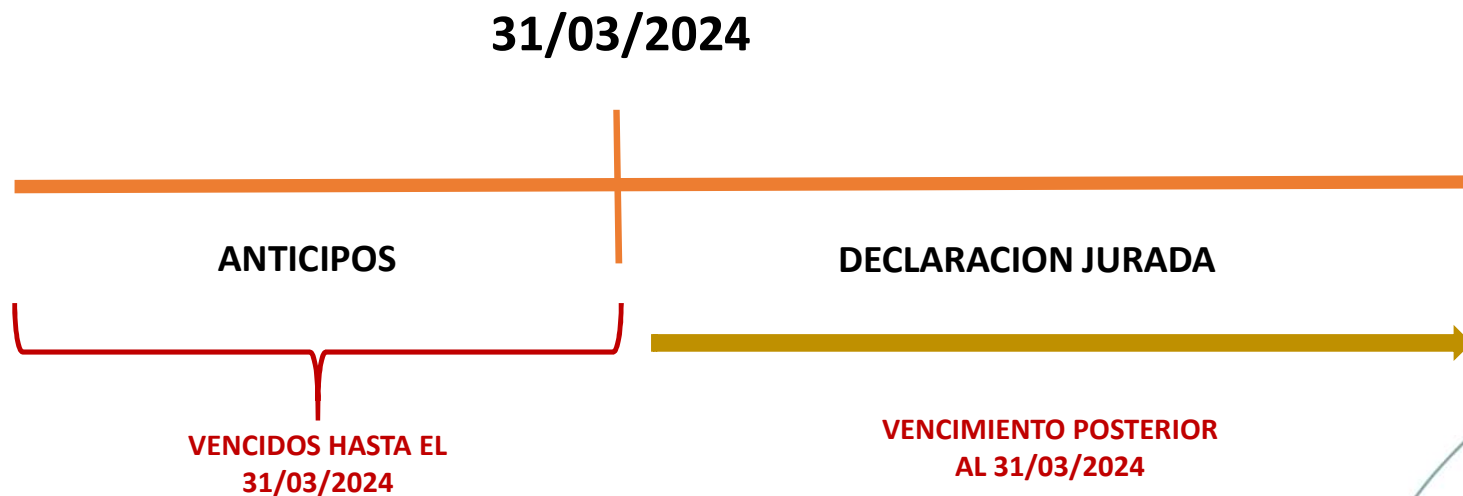 31/03/2024
ANTICIPOS
DECLARACION JURADA
VENCIDOS HASTA EL
31/03/2024
VENCIMIENTO POSTERIOR
AL 31/03/2024